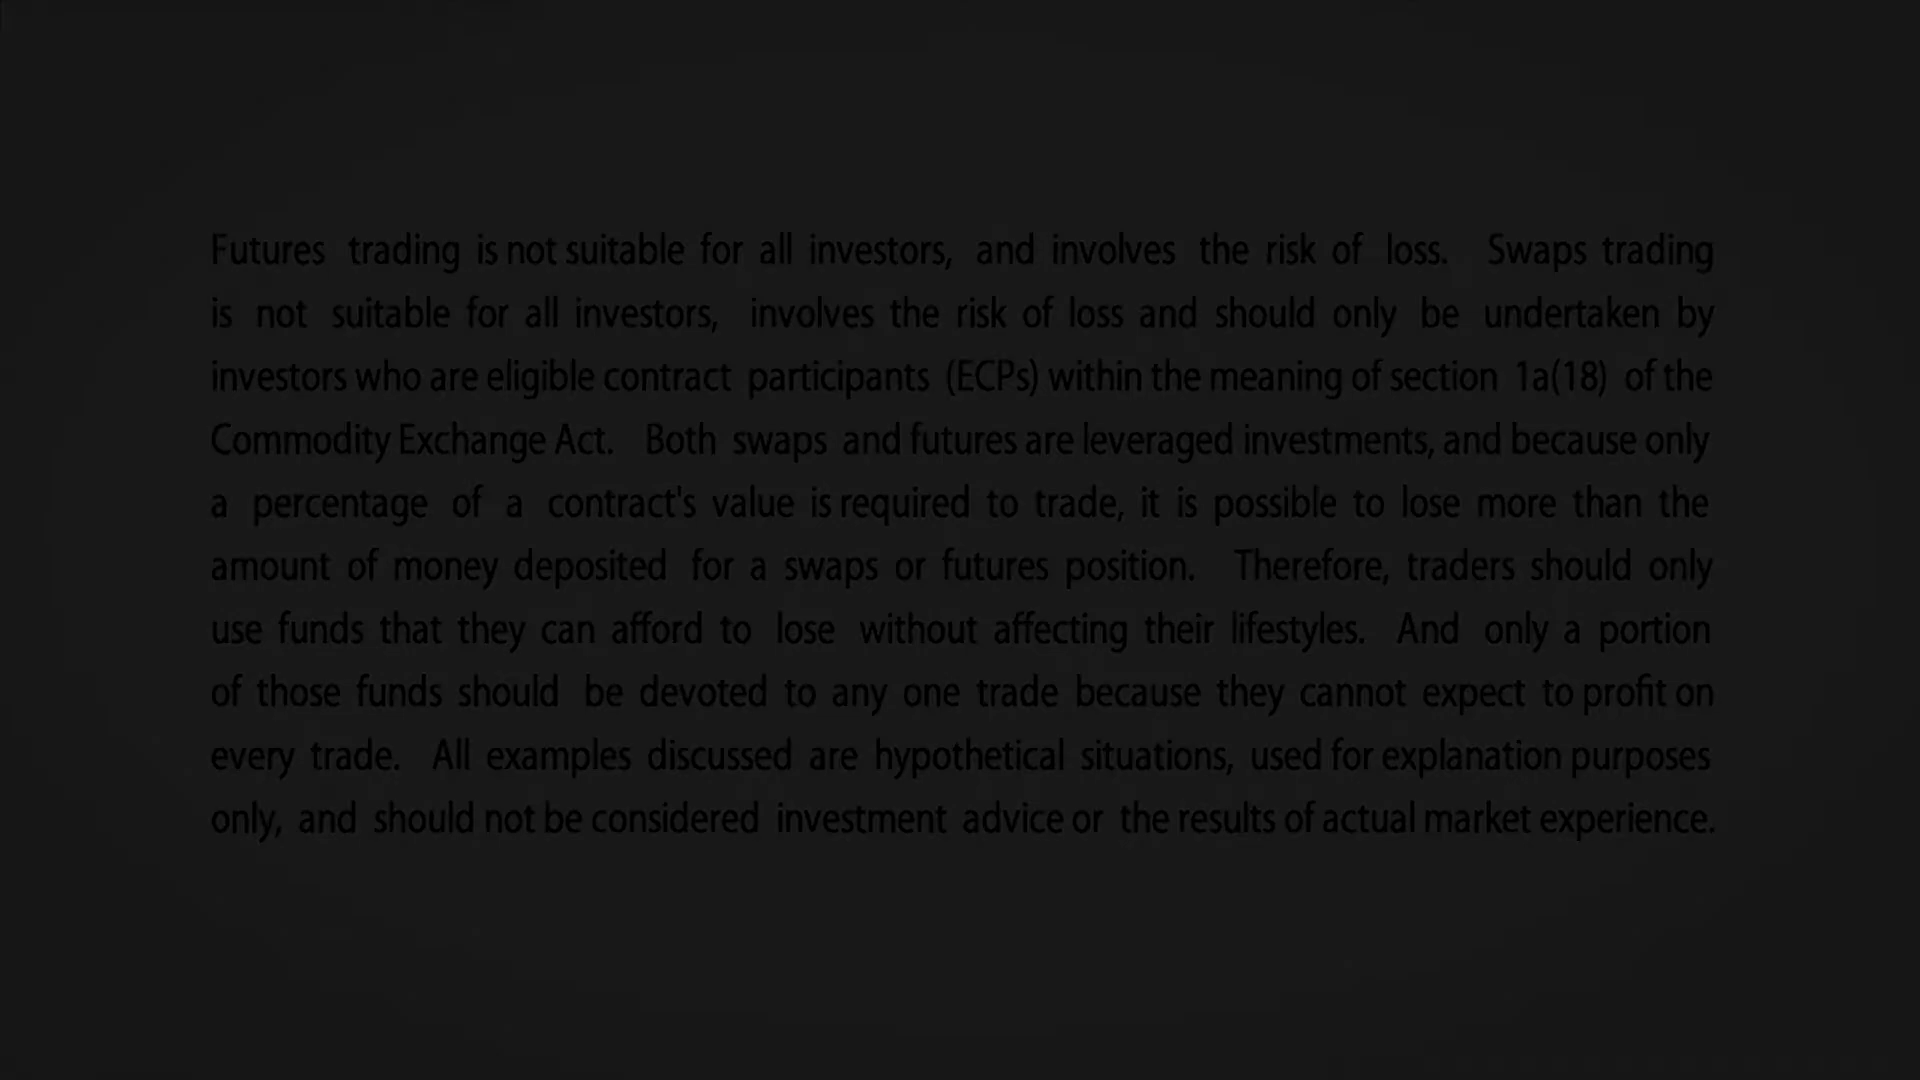 Futures trading is not suitable for all investors, and involves the risk of loss. Swaps trading
is not suitable for all investors, involves the risk of loss and should only be undertaken by
investors who are eligible contract participants (ECPs) within the meaning of section 1a(18) of the
Commodity Exchange Act. Both swaps and futures are leveraged investments, and because only
a percentage of a contract's value is required to trade, it is possible to lose more than the
amount of money deposited for a swaps or futures position. Therefore, traders should only
use funds that they can afford to lose without affecting their lifestyles. And only a portion
of those funds should be devoted to any one trade because they cannot expect to profit on
every trade. All examples discussed are hypothetical situations, used for explanation purposes
only, and should not be considered investment advice or the results of actual market experience.